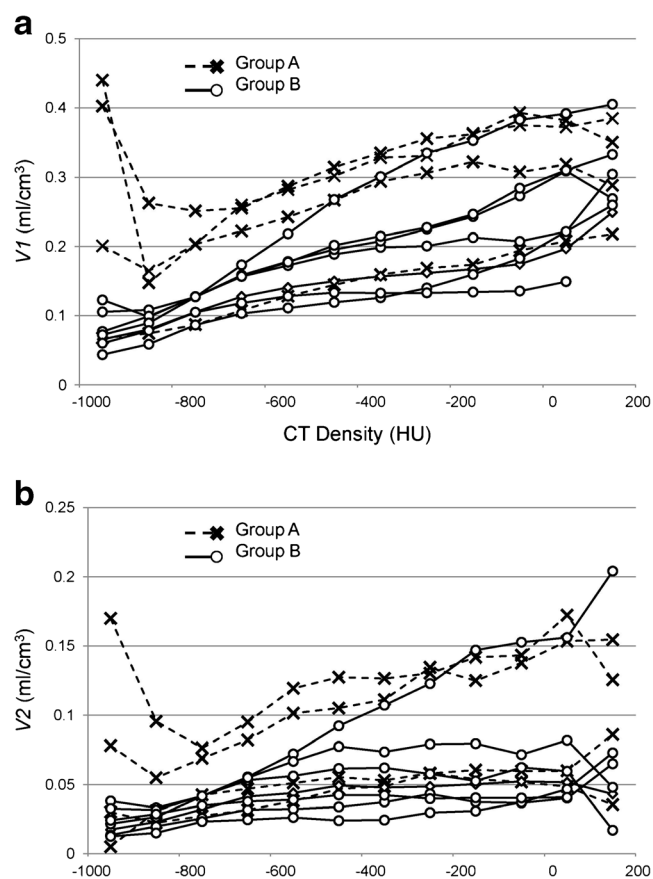 a
0.5
Group A
Group B
0.4
0.3
V1 (ml/cm³)
0.2
0.1
0
-1000 -800 -600 -400 -200 0 200
CT Density (HU)
b
0.25
Group A
Group B
0.2
0.15
V2 (ml/cm³)
0.1
0.05
0
-1000 -800 -600 -400 -200 0 200